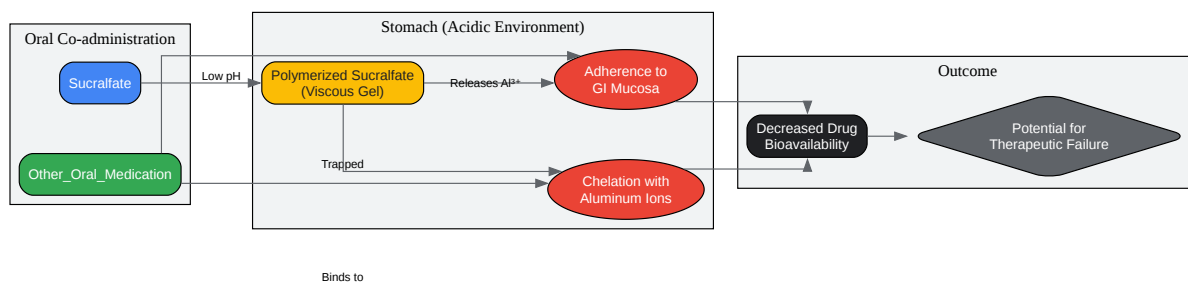 Oral Co-administration
Sucralfate
Other_Oral_Medication
Low pH
Stomach (Acidic Environment)
Polymerized Sucralfate
(Viscous Gel)
Releases Al³⁺
Trapped
Adherence to
GI Mucosa
Chelation with
Aluminum Ions
Outcome
Decreased Drug
Bioavailability
Potential for
Therapeutic Failure
Binds to